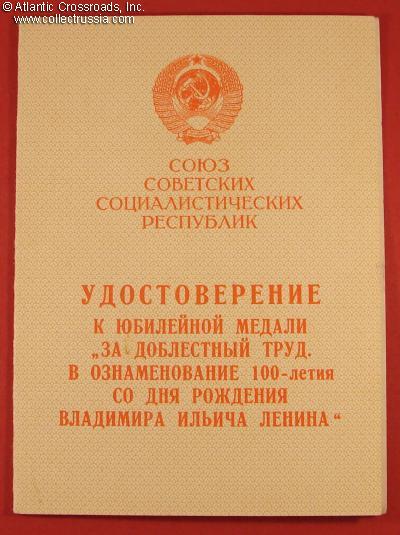 © Atlantic Crossroads, Inc.
www.collectrussia.com
СОЮЗ
СОВЕТСКИХ
СОЦИАЛИСТИЧЕСКИХ
РЕСПУБЛИК
УДОСТОВЕРЕНИЕ
К ЮБИЛЕЙНОЙ МЕДАЛИ
„ЗА ДОБЛЕСТНЫЙ ТРУД.
В ОЗНАМЕНОВАНИЕ 100-летия
СО ДНЯ РОЖДЕНИЯ
ВЛАДИМИРА ИЛЬИЧА ЛЕНИНА“